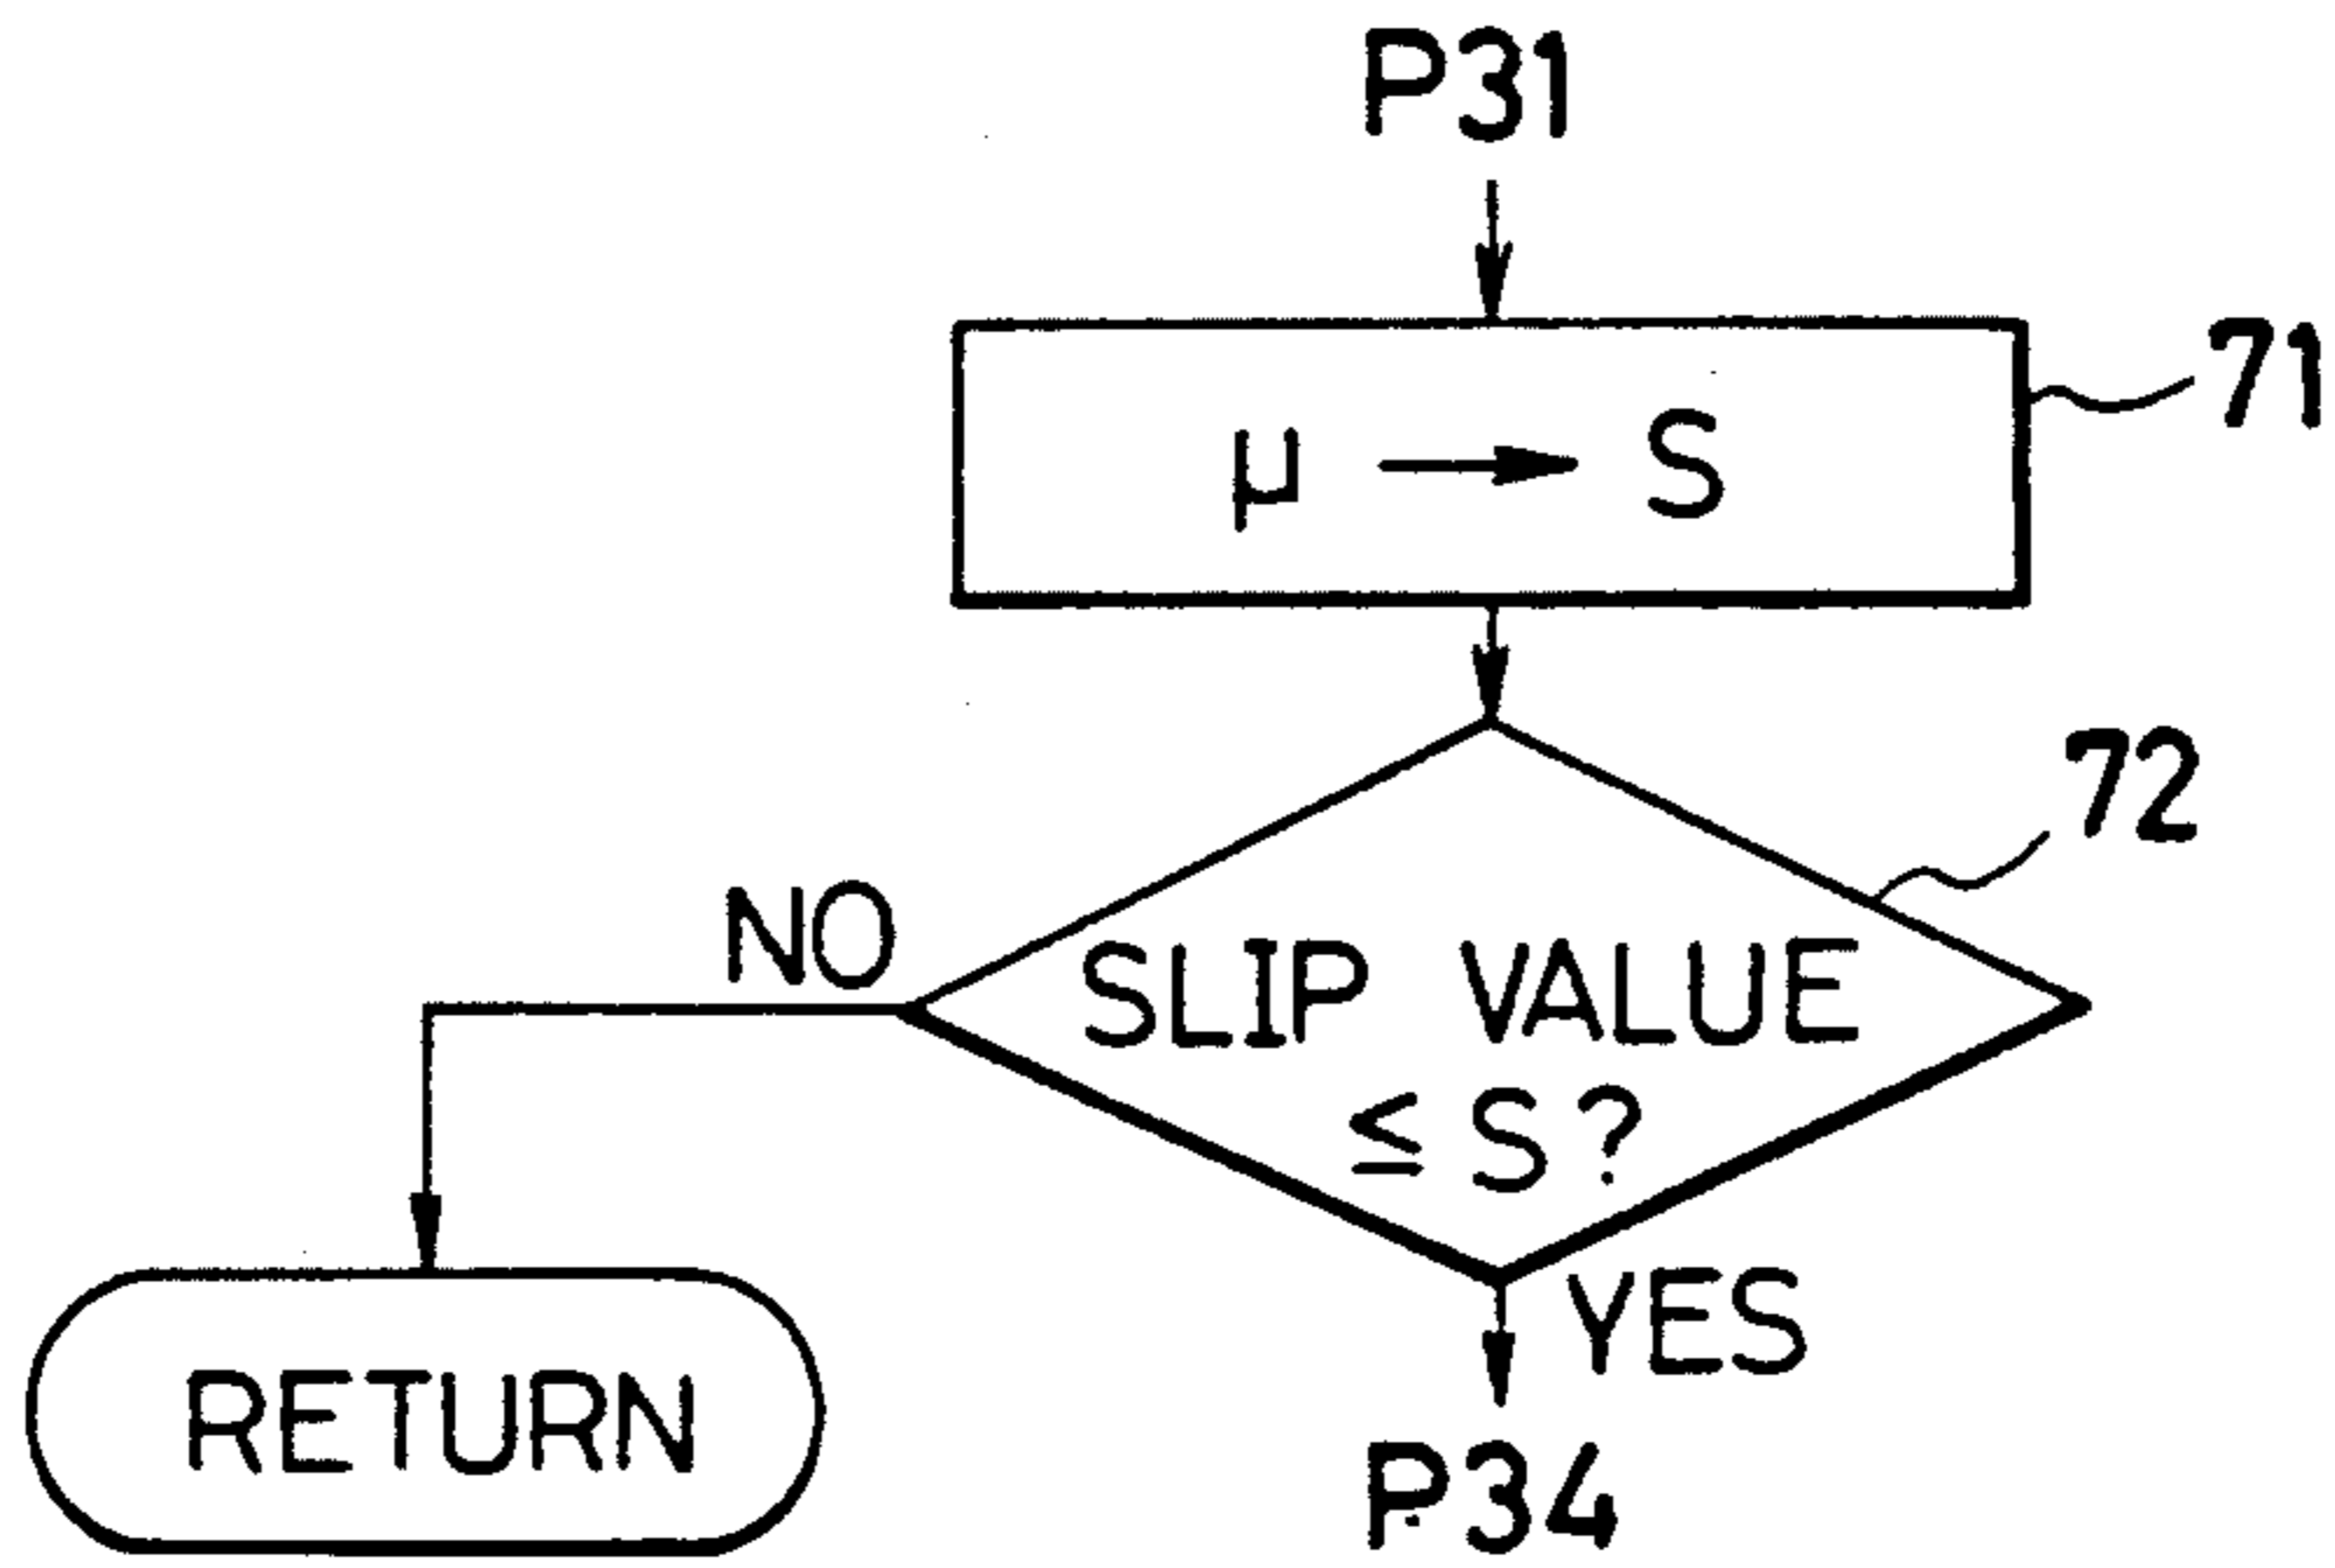 P31
71
μ → S
72
NO
SLIP VALUE
≤ S?
YES
RETURN
P34